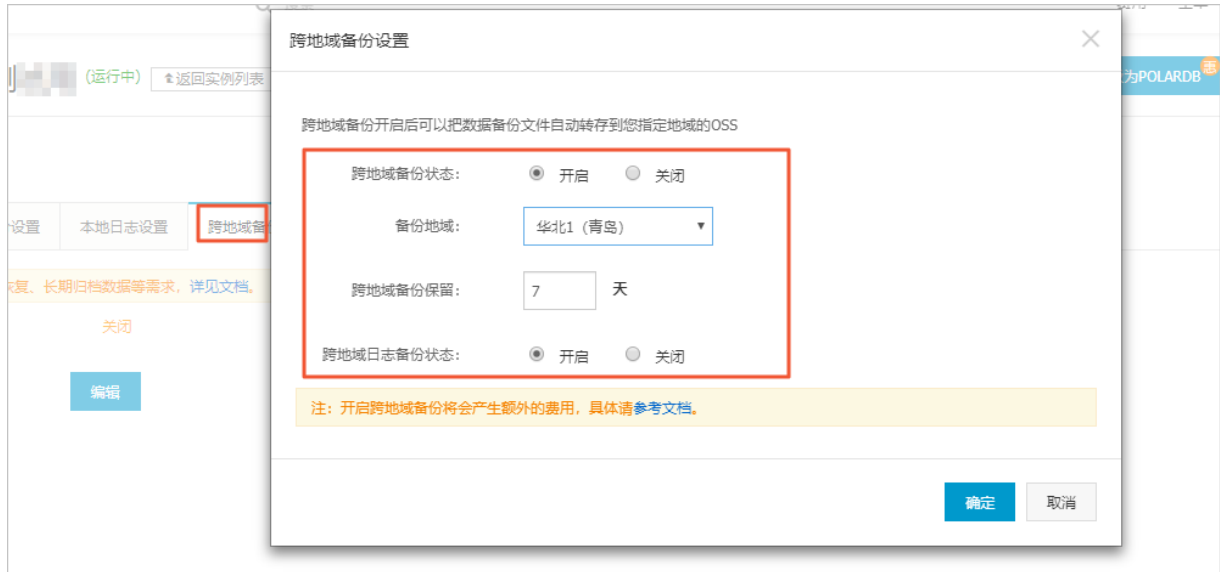 跨地域备份设置
(运行中) 返回实例列表
为POLARDB 惠
跨地域备份开启后可以把数据备份文件自动转存到您指定地域的OSS
跨地域备份状态： 开启 关闭
设置 本地日志设置 跨地域备
备份地域： 华北1（青岛）
复、长期归档数据等需求，详见文档。
跨地域备份保留： 7 天
关闭
跨地域日志备份状态： 开启 关闭
编辑
注：开启跨地域备份将会产生额外的费用，具体请参考文档。
确定 取消